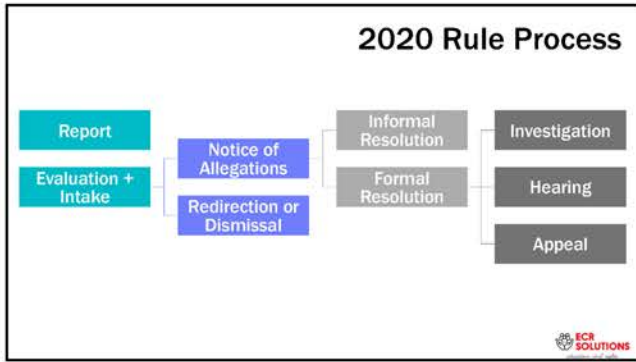 2020 Rule Process
Report
Evaluation +
Intake
Notice of
Allegations
Redirection or
Dismissal
Informal
Resolution
Formal
Resolution
Investigation
Hearing
Appeal
ECR
SOLUTIONS